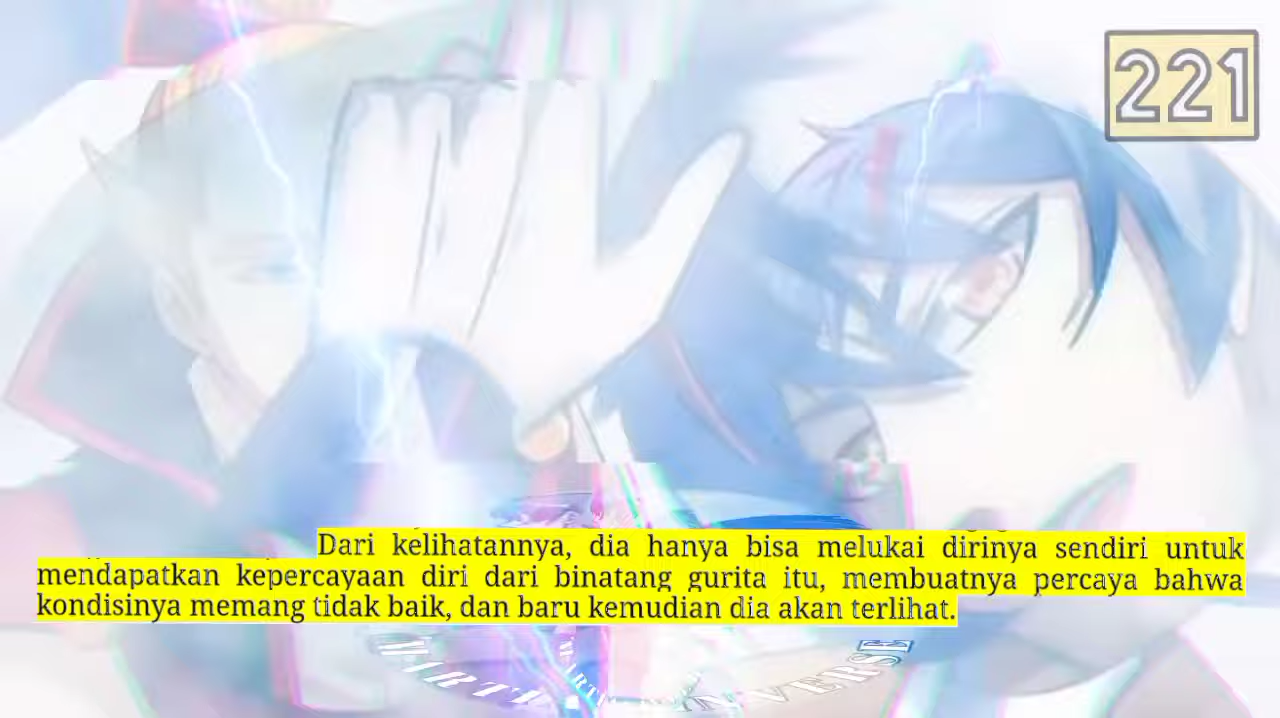 221
Dari kelihatannya, dia hanya bisa melukai dirinya sendiri untuk
mendapatkan kepercayaan diri dari binatang gurita itu, membuatnya percaya bahwa
kondisinya memang tidak baik, dan baru kemudian dia akan terlihat.